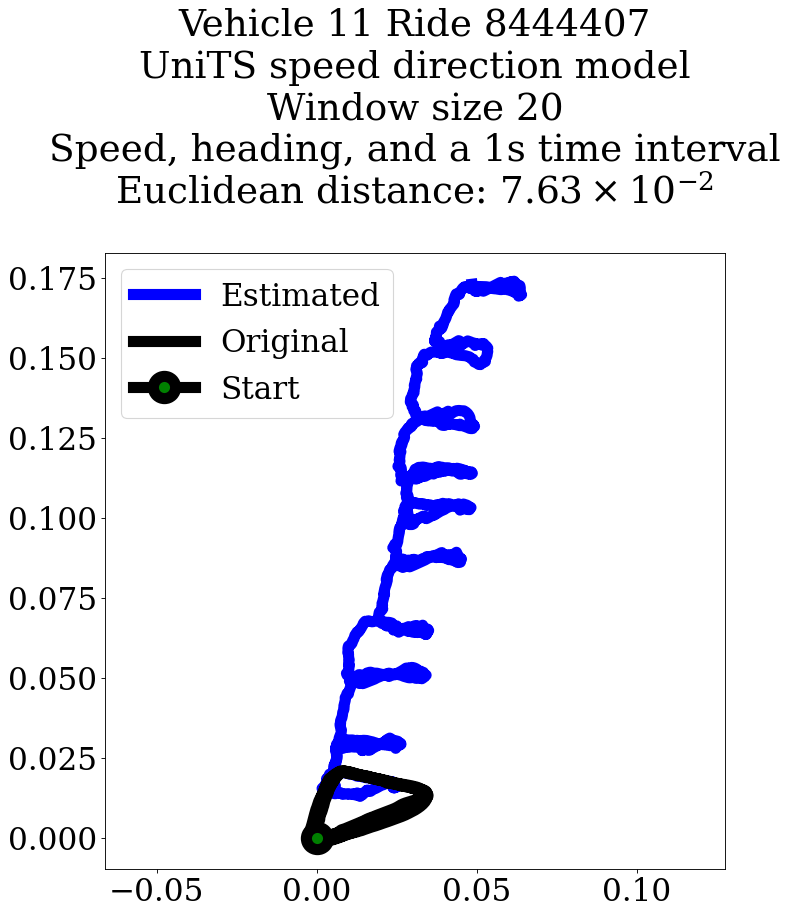 Vehicle 11 Ride 8444407
UniTS speed direction model
Window size 20
Speed, heading, and a 1s time interval
Euclidean distance: 7.63 × 10⁻²
Estimated
Original
Start
0.175
0.150
0.125
0.100
0.075
0.050
0.025
0.000
−0.05
0.00
0.05
0.10